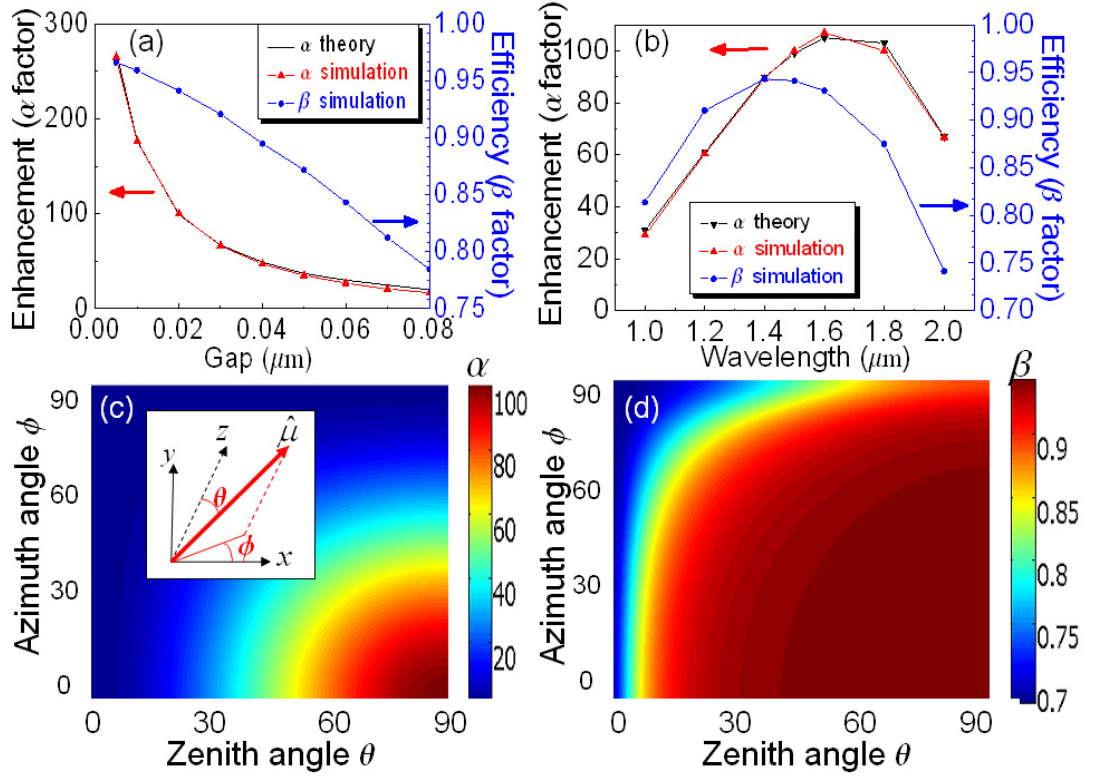 (a)
Enhancement (α factor)
300
200
100
0
α theory
α simulation
β simulation
1.00
0.95
0.90
0.85
0.80
0.75
Efficiency (β factor)
0.00 0.02 0.04 0.06 0.08
Gap (μm)
(b)
Enhancement (α factor)
100
80
60
40
20
0
α theory
α simulation
β simulation
1.00
0.95
0.90
0.85
0.80
0.75
0.70
Efficiency (β factor)
1.0 1.2 1.4 1.6 1.8 2.0
Wavelength (μm)
(c)
Azimuth angle ϕ
90
60
30
0
y
z
μ̂
θ
ϕ
x
0 30 60 90
Zenith angle θ
α
100
80
60
40
20
(d)
Azimuth angle ϕ
90
60
30
0
0 30 60 90
Zenith angle θ
β
0.9
0.85
0.8
0.75
0.7